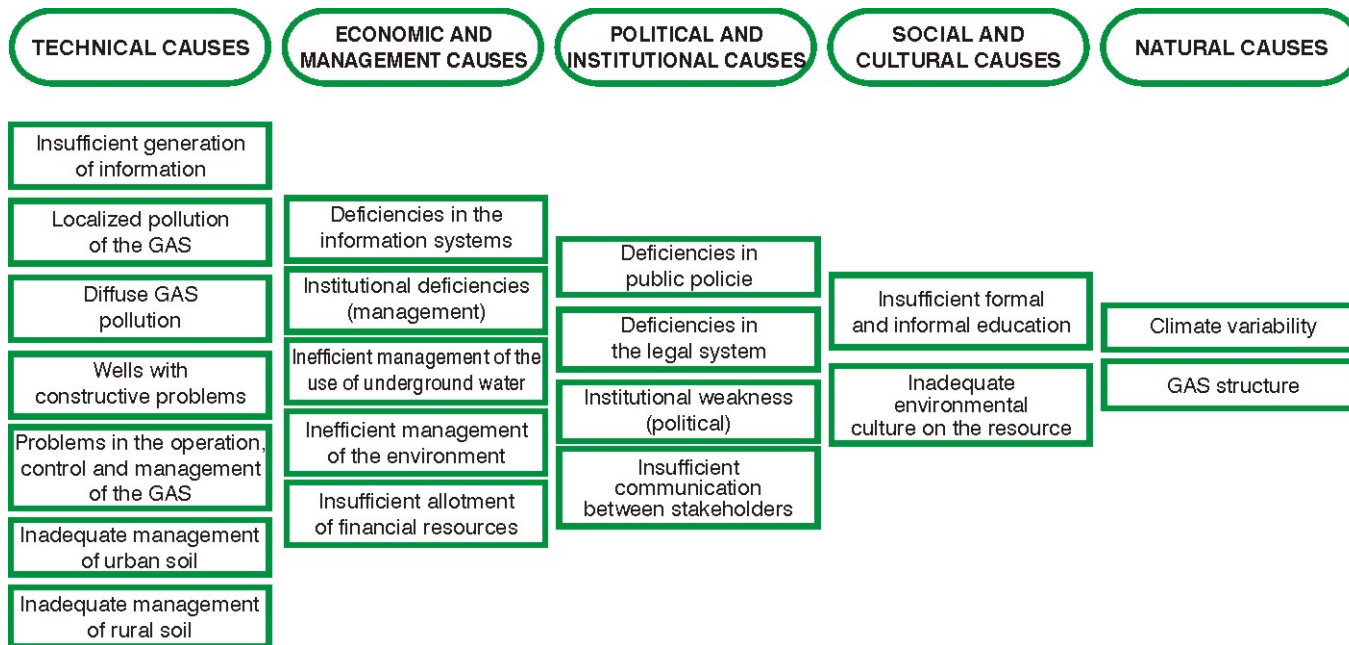 TECHNICAL CAUSES
ECONOMIC AND
MANAGEMENT CAUSES
POLITICAL AND
INSTITUTIONAL CAUSES
SOCIAL AND
CULTURAL CAUSES
NATURAL CAUSES
Insufficient generation
of information
Localized pollution
of the GAS
Diffuse GAS
pollution
Wells with
constructive problems
Problems in the operation,
control and management
of the GAS
Inadequate management
of urban soil
Inadequate management
of rural soil
Deficiencies in the
information systems
Institutional deficiencies
(management)
Inefficient management of the
use of underground water
Inefficient management
of the environment
Insufficient allotment
of financial resources
Deficiencies in
public policie
Deficiencies in
the legal system
Institutional weakness
(political)
Insufficient
communication
between stakeholders
Insufficient formal
and informal education
Inadequate
environmental
culture on the resource
Climate variability
GAS structure